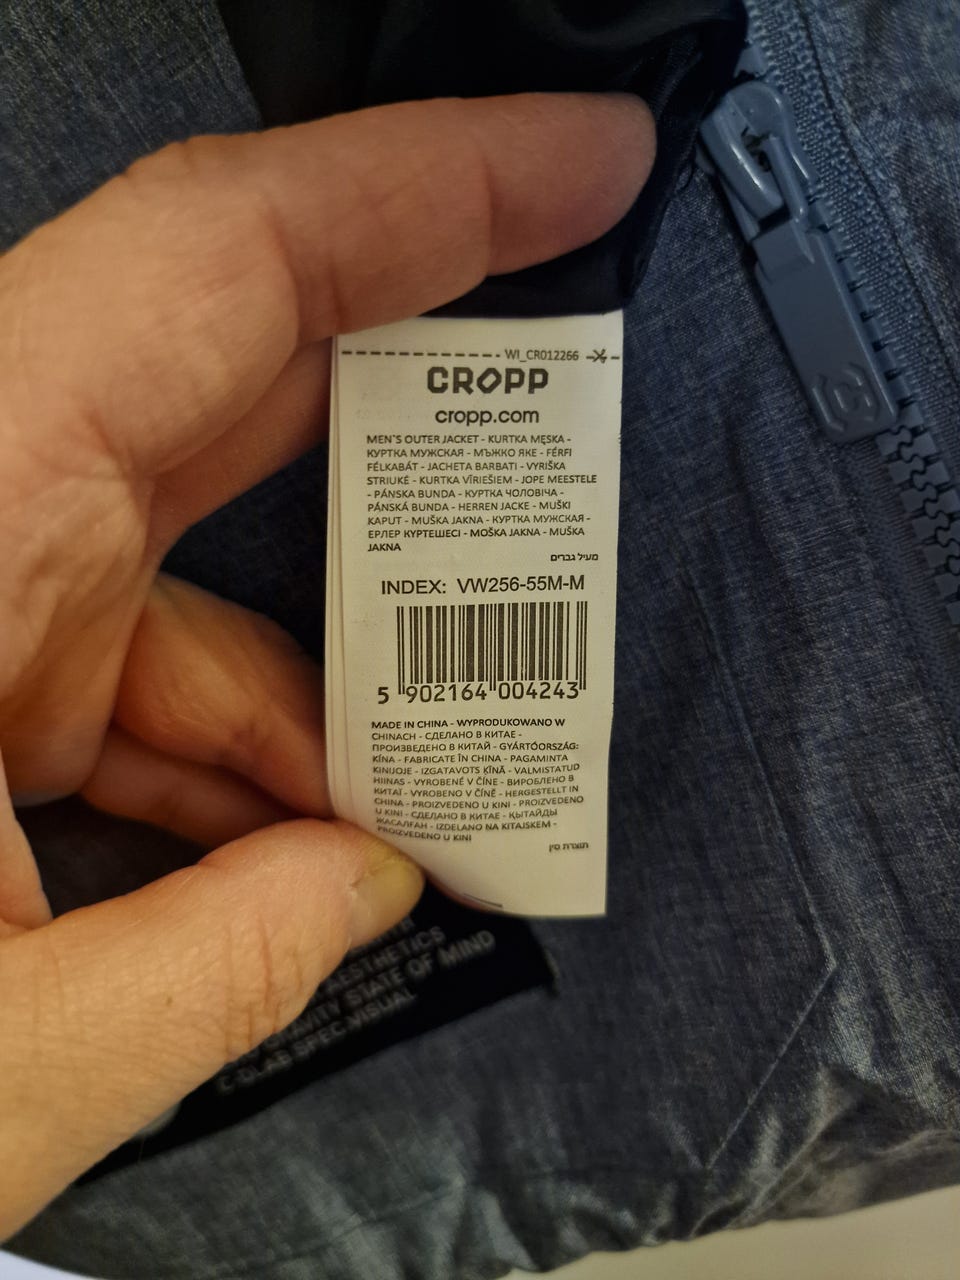 WI_CR012266
CROPP
cropp.com
MEN'S OUTER JACKET - KURTKA MĘSKA -
КУРТКА МУЖСКАЯ - МЪЖКО ЯКЕ - FÉRFI
FÉLKABÁT - JACHETA BARBATI - VYRIŠKA
STRIUKĖ - KURTKA VĪRIEŠIEM - JOPE MEESTELE
- PÁNSKA BUNDA - КУРТКА ЧОЛОВІЧА -
PÁNSKÁ BUNDA - HERREN JACKE - MUŠKI
KAPUT - MUŠKA JAKNA - КУРТКА МУЖСКАЯ -
ЕРЛЕР КҮРТЕШЕСІ - MOŠKA JAKNA - MUŠKA
JAKNA
מעיל גברים
INDEX: VW256-55M-M
5 902164 004243
MADE IN CHINA - WYPRODUKOWANO W
CHINACH - СДЕЛАНО В КИТАЕ -
ПРОИЗВЕДЕНО В КИТАЙ - GYÁRTÓORSZÁG:
KÍNA - FABRICATE ÎN CHINA - PAGAMINTA
KINIJOJE - IZGATAVOTS ĶĪNĀ - VALMISTATUD
HIINAS - VYROBENÉ V ČÍNE - ВИРОБЛЕНО В
КИТАЇ - VYROBENO V ČÍNĚ - HERGESTELLT IN
CHINA - PROIZVEDENO U KINI - PROIZVEDENO
U KINI - СДЕЛАНО В КИТАЕ - ҚЫТАЙДЫ
ЖАСАЛҒАН - IZDELANO NA KITAJSKEM -
PROIZVEDENO U KINI
תוצרת סין
AESTHETICS
GRAVITY STATE OF MIND
SPEC.VISUAL